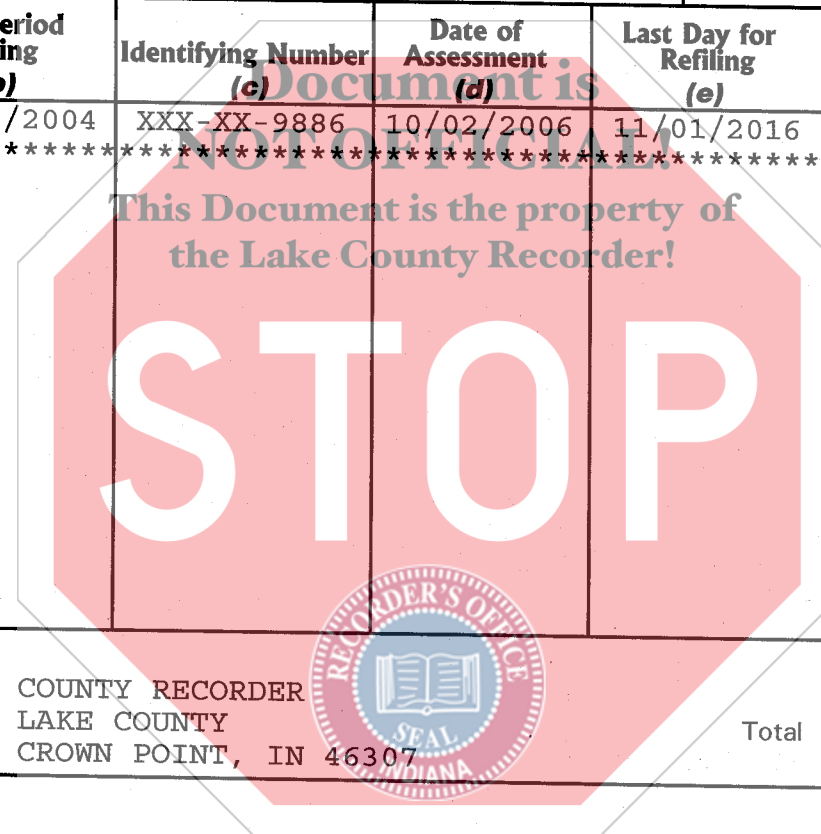 eriod
ing
Identifying Number
(c)
Date of
Assessment
(d)
Last Day for
Refiling
(e)
/2004 XXX-XX-9886 10/02/2006 11/01/2016
Document is
NOT OFFICIAL!
This Document is the property of
the Lake County Recorder!
STOP
RECORDER'S OFFICE
SEAL
INDIANA
COUNTY RECORDER
LAKE COUNTY
CROWN POINT, IN 46307
Total